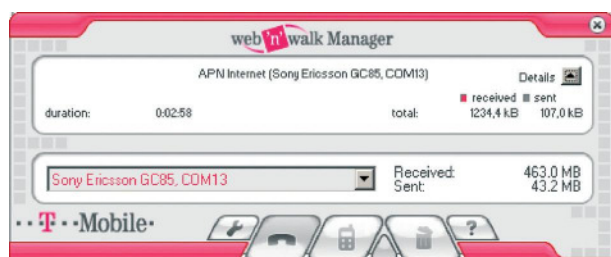 web'n'walk Manager
APN Internet (Sony Ericsson GC85, COM13)
Details
received sent
duration: 0:02:58 total: 1234,4 kB 107,0 kB
Sony Ericsson GC85, COM13
Received: 463.0 MB
Sent: 43.2 MB
T··Mobile·
?